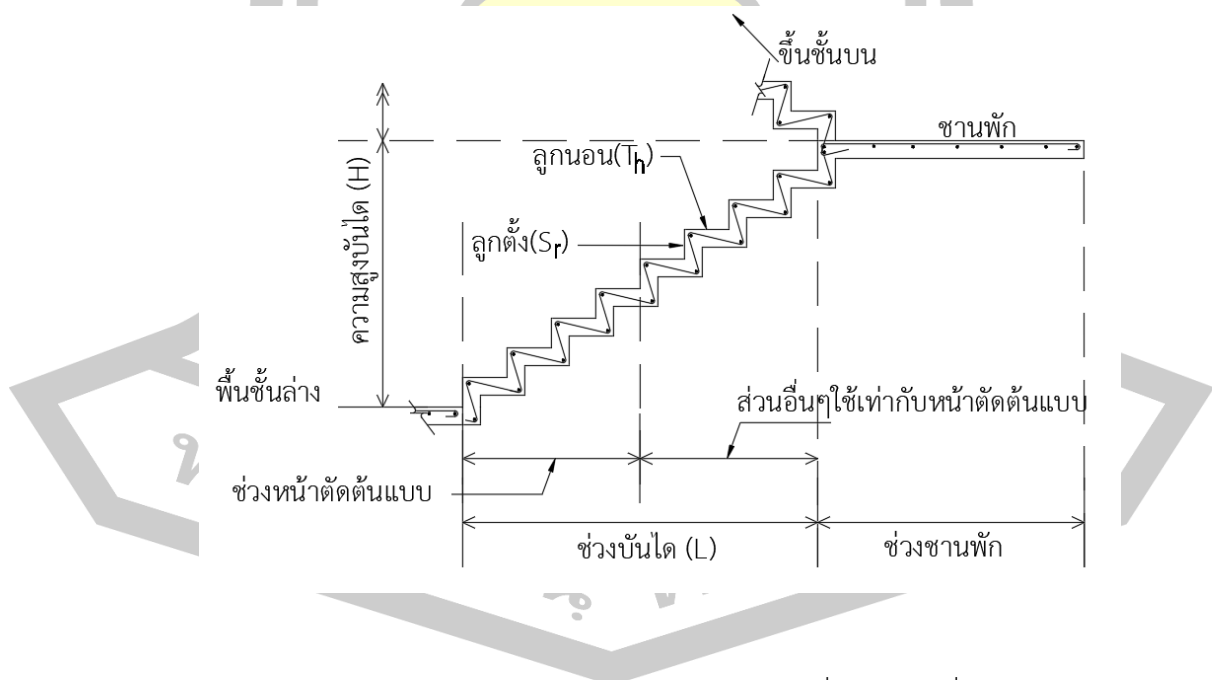 ขึ้นชั้นบน
ชานพัก
ลูกนอน(Th)
ความสูงบันได (H)
ลูกตั้ง(Sr)
พื้นชั้นล่าง
ส่วนอื่นๆใช้เท่ากับหน้าตัดต้นแบบ
ช่วงหน้าตัดต้นแบบ
ช่วงบันได (L)
ช่วงชานพัก